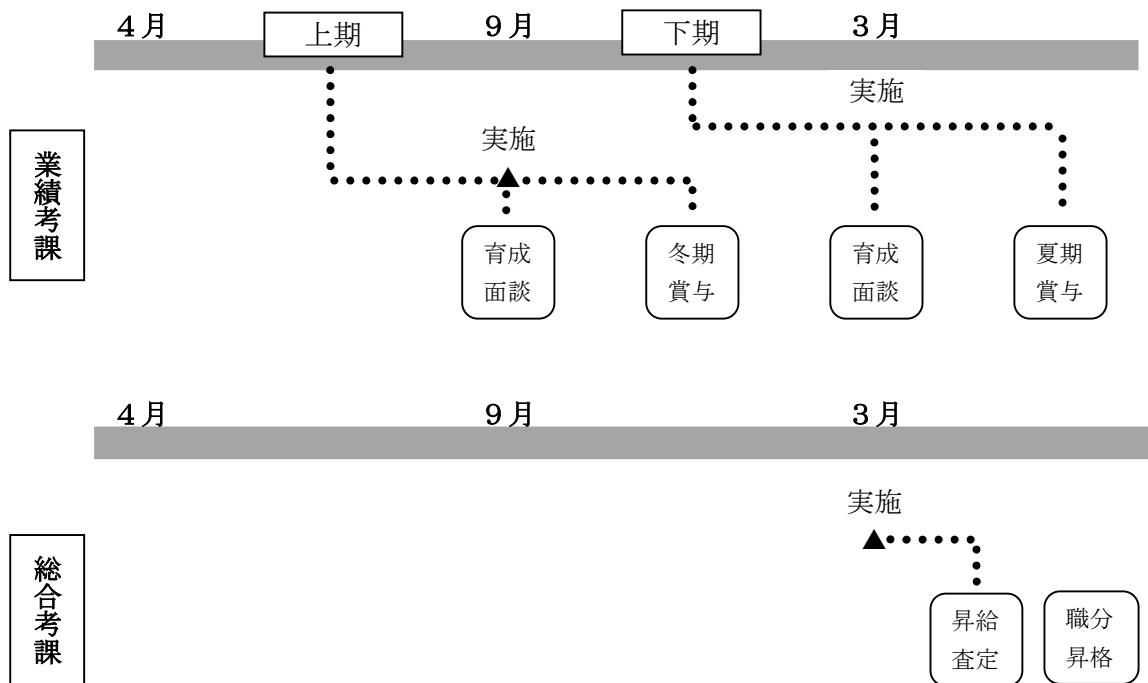 4月
上期
9月
下期
3月
実施
実施
業績考課
育成
面談
冬期
賞与
育成
面談
夏期
賞与
4月
9月
3月
実施
総合考課
昇給
査定
職分
昇格